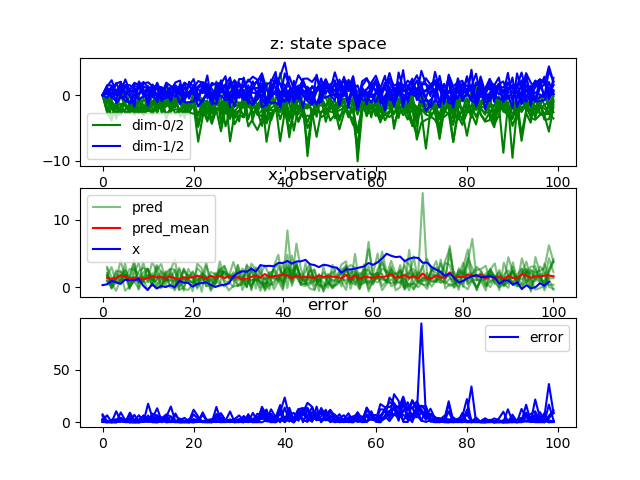 z: state space
0
−10
dim-0/2
dim-1/2
0 20 40 60 80 100
x: observation
10
0
pred
pred_mean
x
0 20 40 60 80 100
error
50
0
error
0 20 40 60 80 100